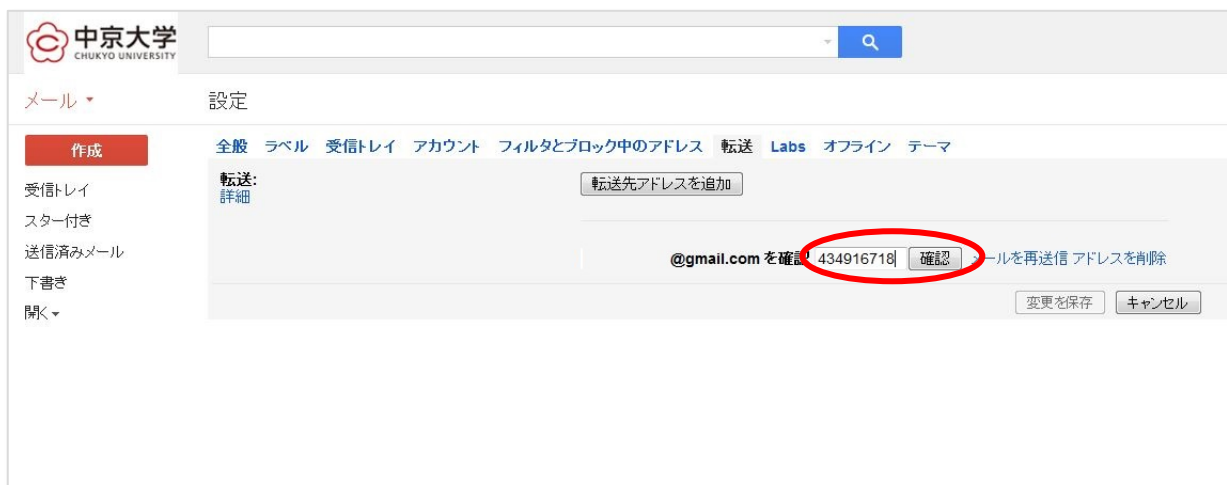 中京大学
CHUKYO UNIVERSITY
メール
設定
作成
全般 ラベル 受信トレイ アカウント フィルタとブロック中のアドレス 転送 Labs オフライン テーマ
転送:
詳細
転送先アドレスを追加
受信トレイ
スター付き
送信済みメール
下書き
開く
@gmail.com を確認 434916718 確認 メールを再送信 アドレスを削除
変更を保存 キャンセル